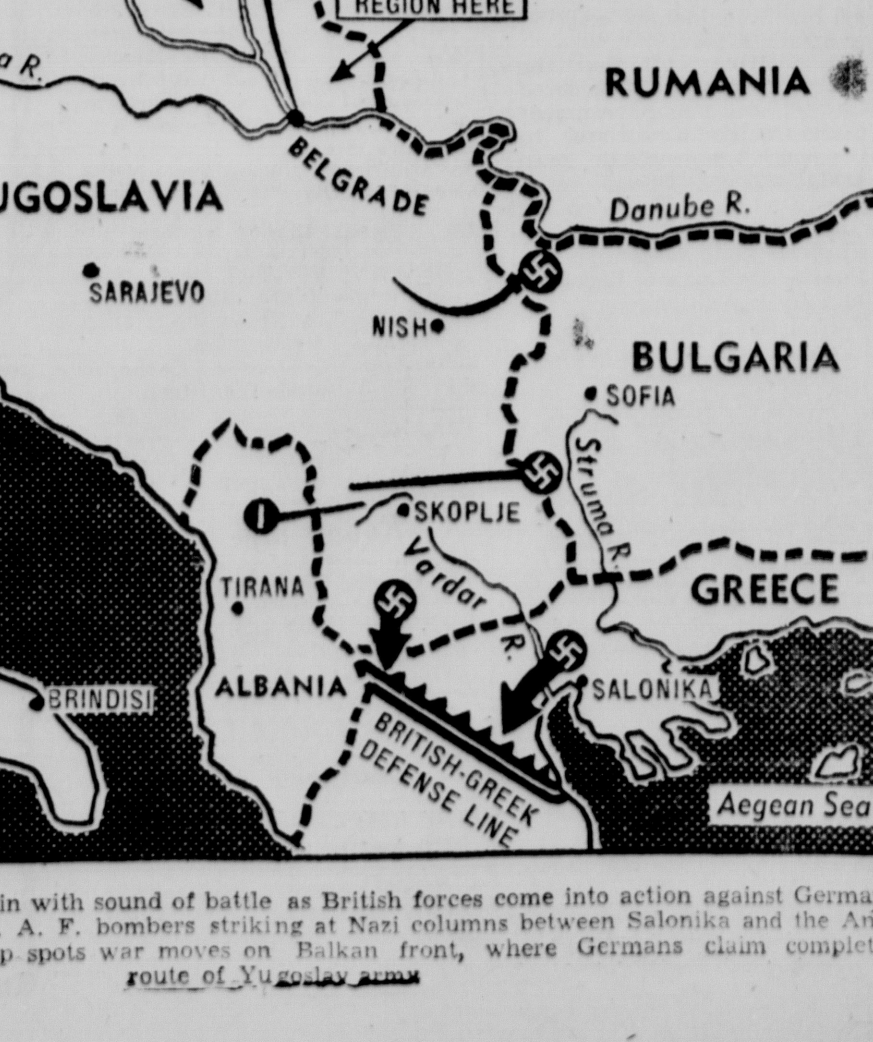 REGION HERE
a R.
RUMANIA
BELGRADE
UGOSLAVIA
Danube R.
SARAJEVO
NISH
BULGARIA
SOFIA
Struma R.
SKOPLJE
Vardar R.
TIRANA
GREECE
ALBANIA
SALONIKA
BRINDISI
BRITISH-GREEK
DEFENSE LINE
Aegean Sea
in with sound of battle as British forces come into action against Germa
. A. F. bombers striking at Nazi columns between Salonika and the
p spots war moves on Balkan front, where Germans claim complet
route of Yugoslav army